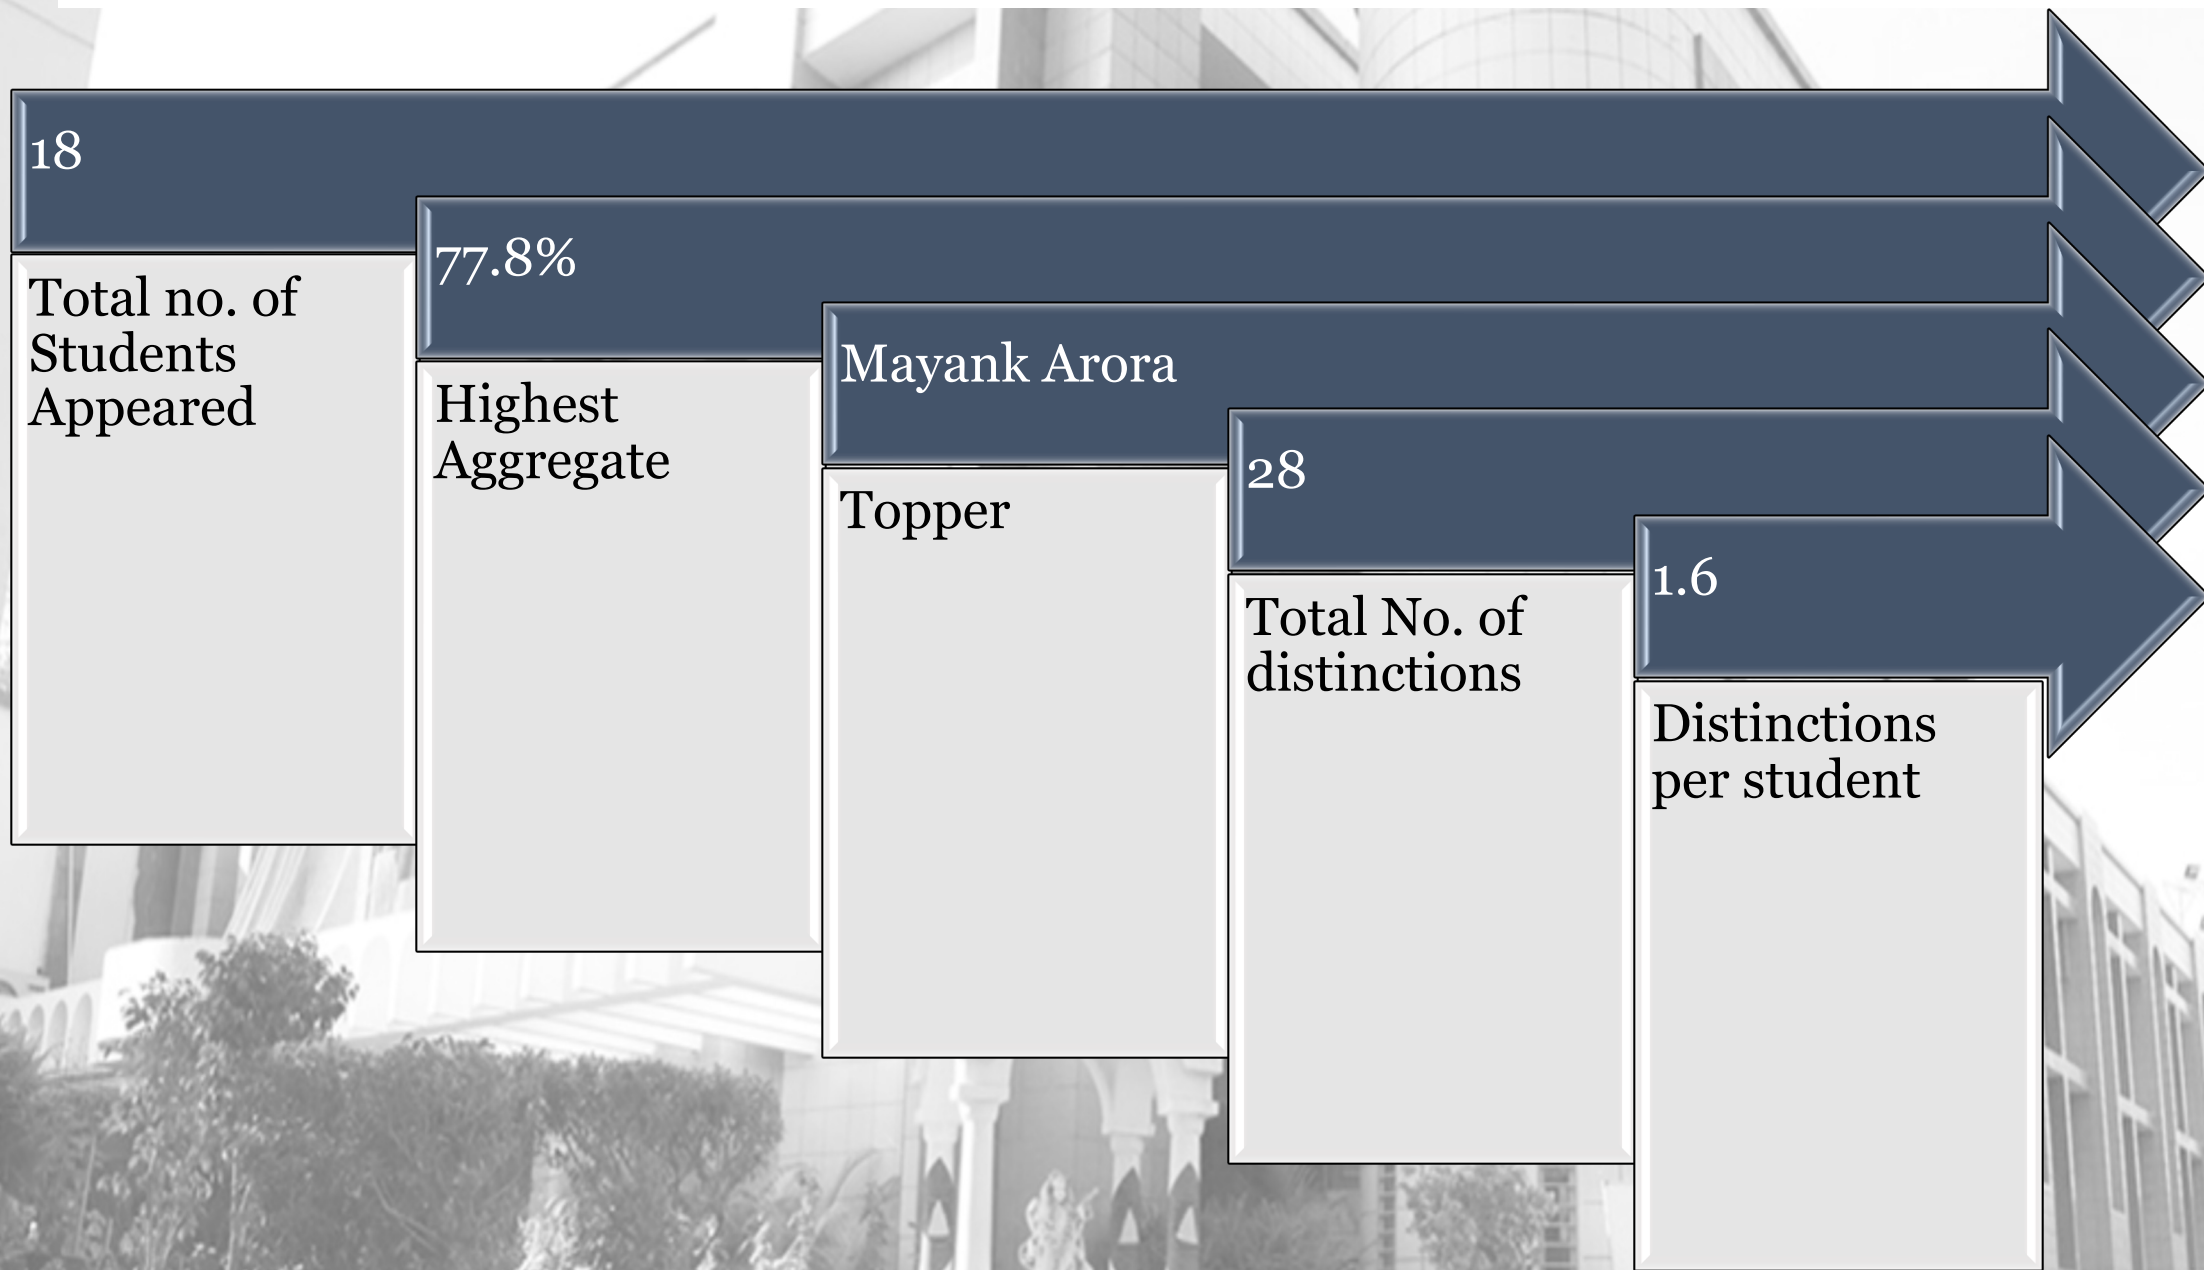 18
Total no. of
Students
Appeared
77.8%
Highest
Aggregate
Mayank Arora
Topper
28
Total No. of
distinctions
1.6
Distinctions
per student